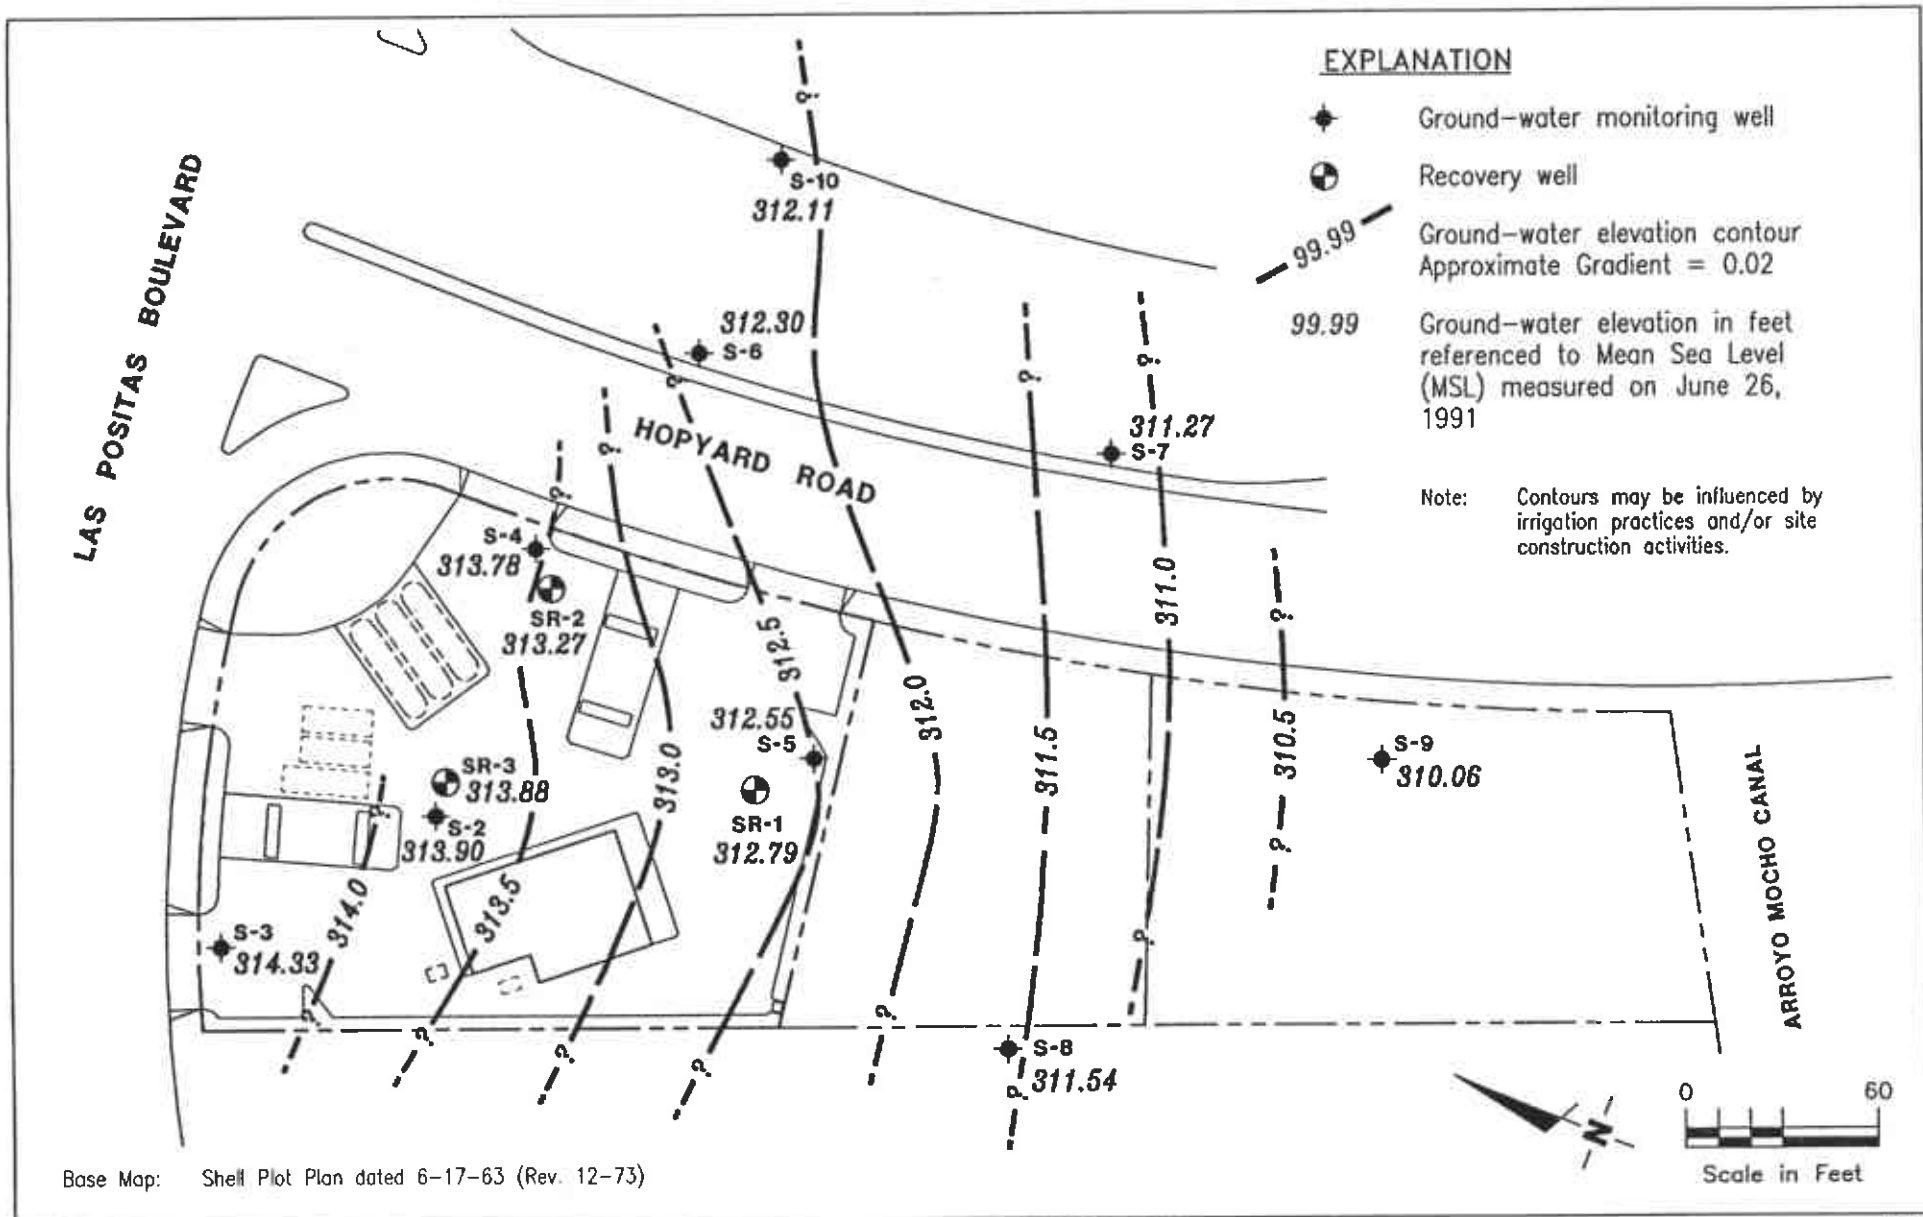 EXPLANATION
Ground-water monitoring well
Recovery well
99.99
Ground-water elevation contour
Approximate Gradient = 0.02
99.99
Ground-water elevation in feet
referenced to Mean Sea Level
(MSL) measured on June 26,
1991
Note: Contours may be influenced by
irrigation practices and/or site
construction activities.
LAS POSITAS BOULEVARD
HOPYARD ROAD
ARROYO MOCHO CANAL
?
S-10
312.11
312.30
S-6
?
?
?
?
?
311.27
S-7
S-4
313.78
SR-2
313.27
312.5
311.0
?
312.55
S-5
312.0
311.5
310.5
S-9
310.06
SR-3
313.88
S-2
313.90
?
313.0
SR-1
312.79
?
314.0
313.5
S-3
314.33
?
?
?
?
?
?
S-8
311.54
?
N
0 60
Scale in Feet
Base Map: Shell Plot Plan dated 6-17-63 (Rev. 12-73)